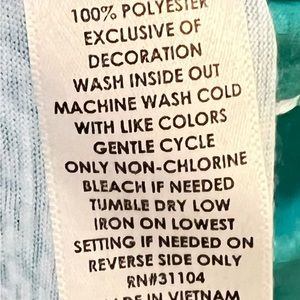 100% POLYESTER
EXCLUSIVE OF
DECORATION
WASH INSIDE OUT
MACHINE WASH COLD
WITH LIKE COLORS
GENTLE CYCLE
ONLY NON-CHLORINE
BLEACH IF NEEDED
TUMBLE DRY LOW
IRON ON LOWEST
SETTING IF NEEDED ON
REVERSE SIDE ONLY
RN#31104
MADE IN VIETNAM